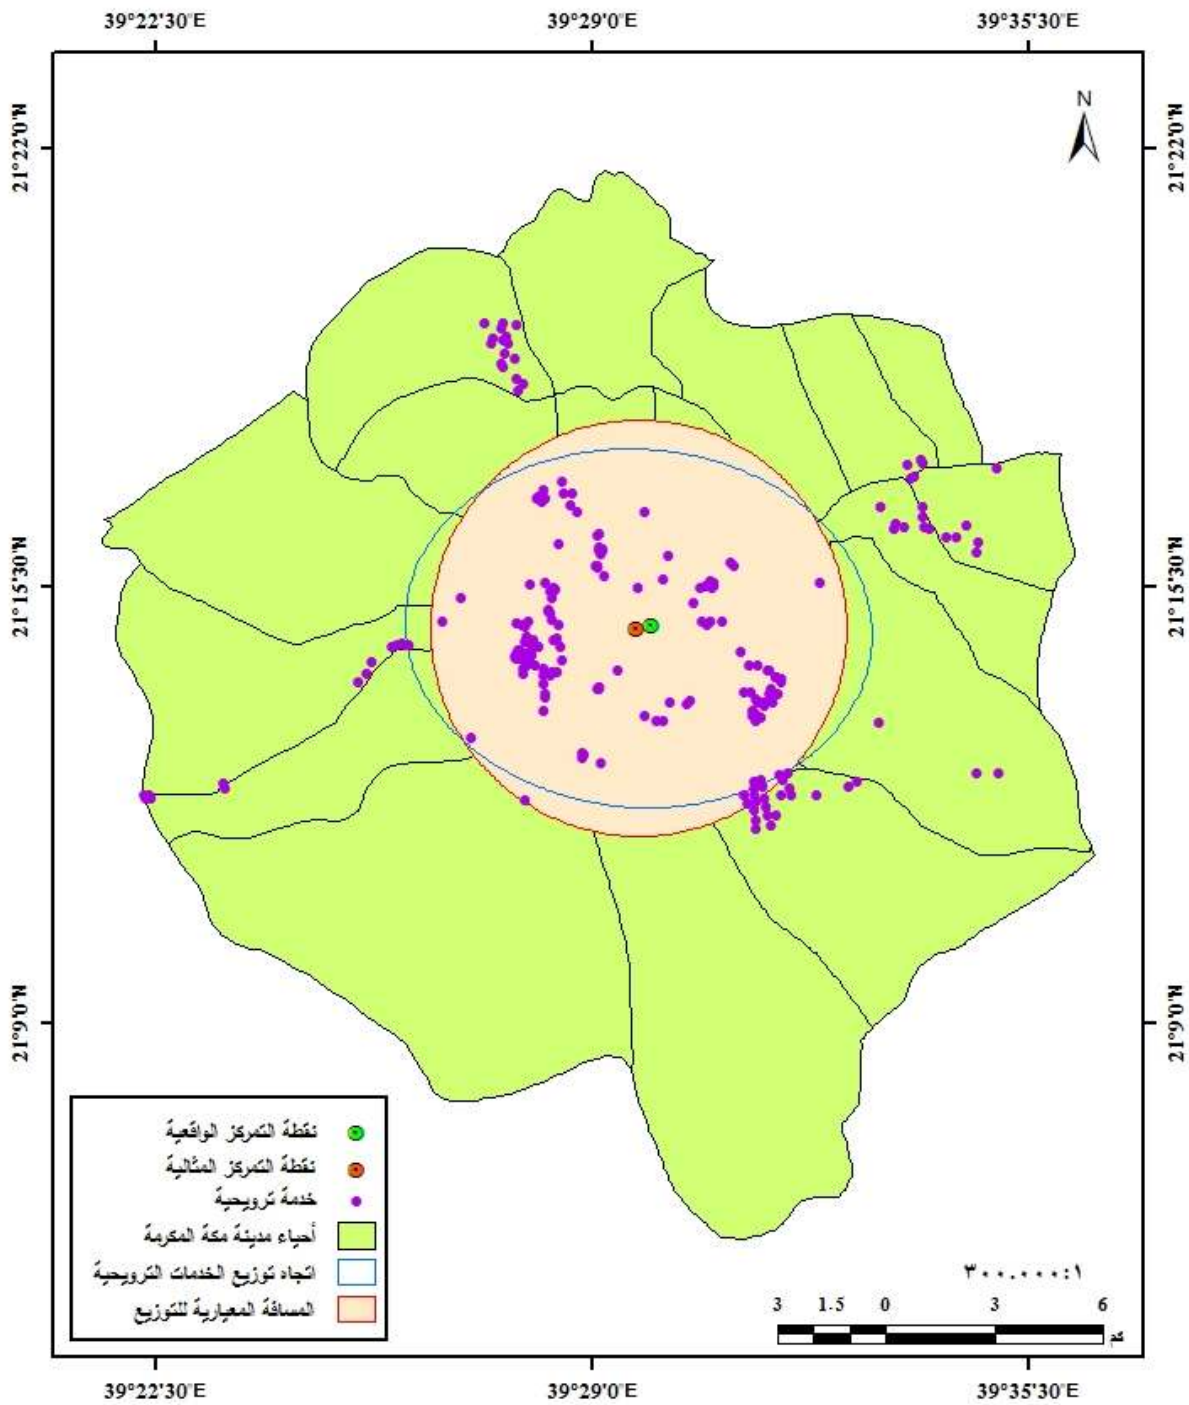 39°22'30"E 39°29'0"E 39°35'30"E
N
21°22'0"N 21°22'0"N
21°15'30"N 21°15'30"N
21°9'0"N 21°9'0"N
نقطة التمركز الواقعية
نقطة التمركز المثالية
خدمة ترويحية
أحياء مدينة مكة المكرمة
اتجاه توزيع الخدمات الترويحية
المسافة المعيارية للتوزيع
٣٠٠.٠٠٠:١
3 1.5 0 3 6
كم
39°22'30"E 39°29'0"E 39°35'30"E